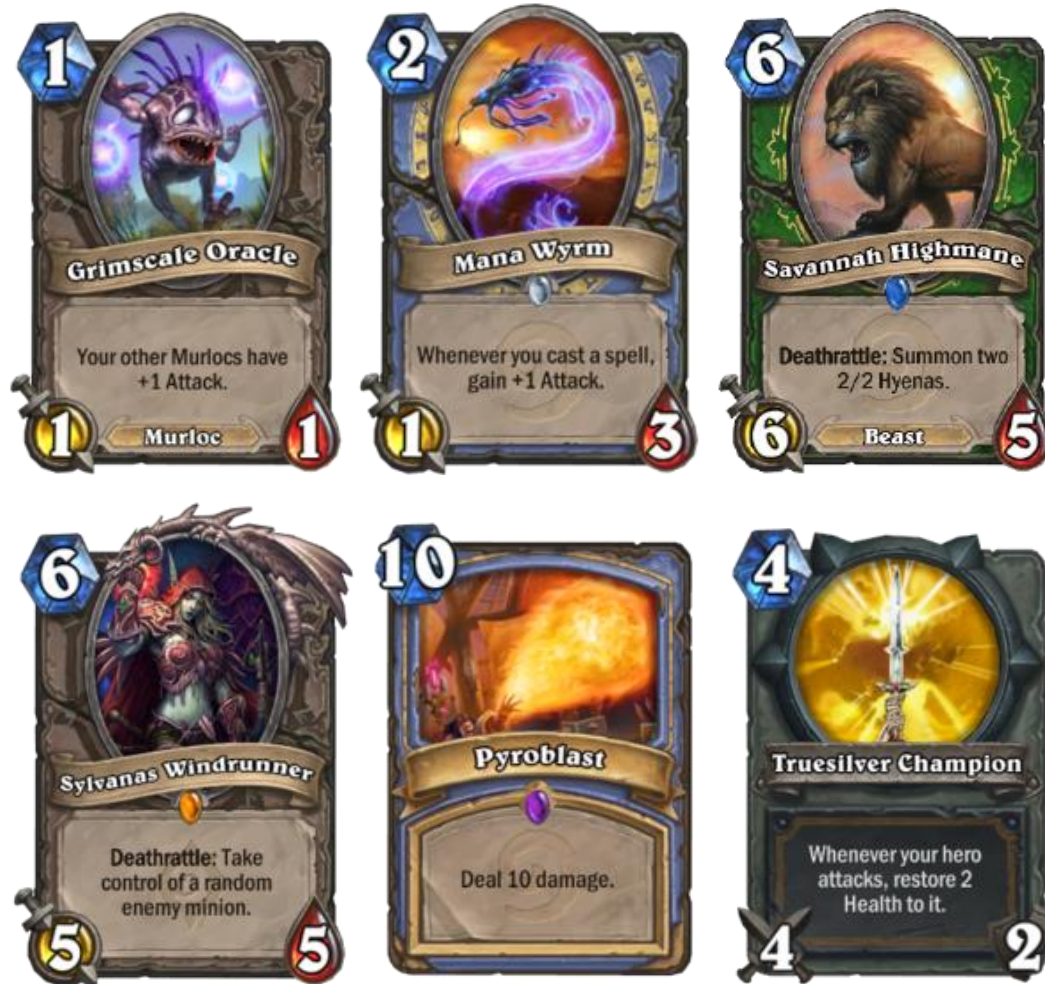 1
Grimscale Oracle
Your other Murlocs have
+1 Attack.
1
Murloc
1
2
Mana Wyrm
Whenever you cast a spell,
gain +1 Attack.
1
3
6
Savannah Highmane
Deathrattle: Summon two
2/2 Hyenas.
6
Beast
5
6
Sylvanas Windrunner
Deathrattle: Take
control of a random
enemy minion.
5
5
10
Pyroblast
Deal 10 damage.
4
Truesilver Champion
Whenever your hero
attacks, restore 2
Health to it.
4
2